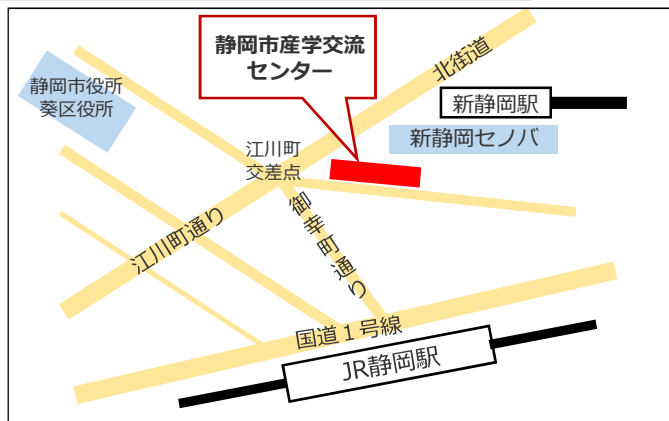 静岡市産学交流
センター
北街道
静岡市役所
葵区役所
新静岡駅
新静岡セノバ
江川町
交差点
江川町通り
御幸町通り
国道１号線
JR静岡駅